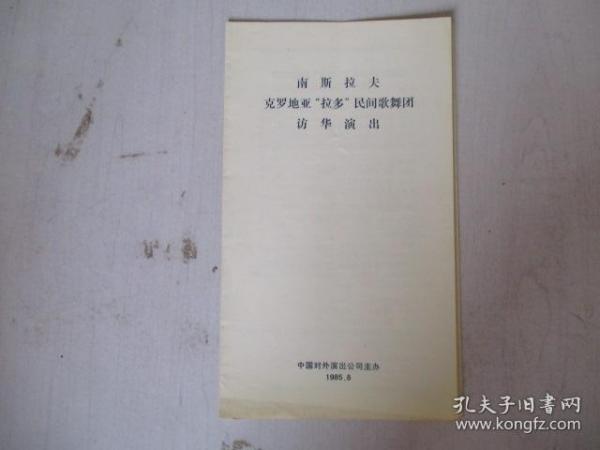 南斯拉夫
克罗地亚“拉多”民间歌舞团
访华演出
中国对外演出公司主办
1985.8
孔夫子旧書网
www.kongfz.com